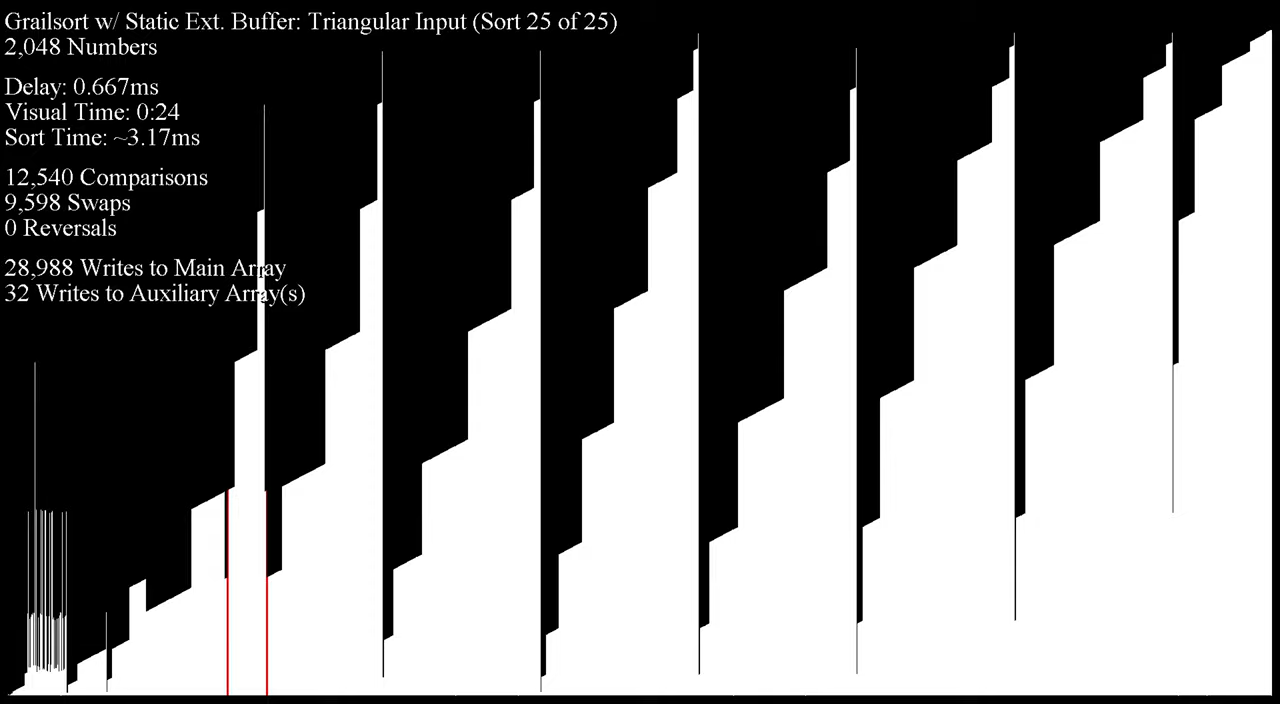 Grailsort w/ Static Ext. Buffer: Triangular Input (Sort 25 of 25)
2,048 Numbers
Delay: 0.667ms
Visual Time: 0:24
Sort Time: ~3.17ms
12,540 Comparisons
9,598 Swaps
0 Reversals
28,988 Writes to Main Array
32 Writes to Auxiliary Array(s)